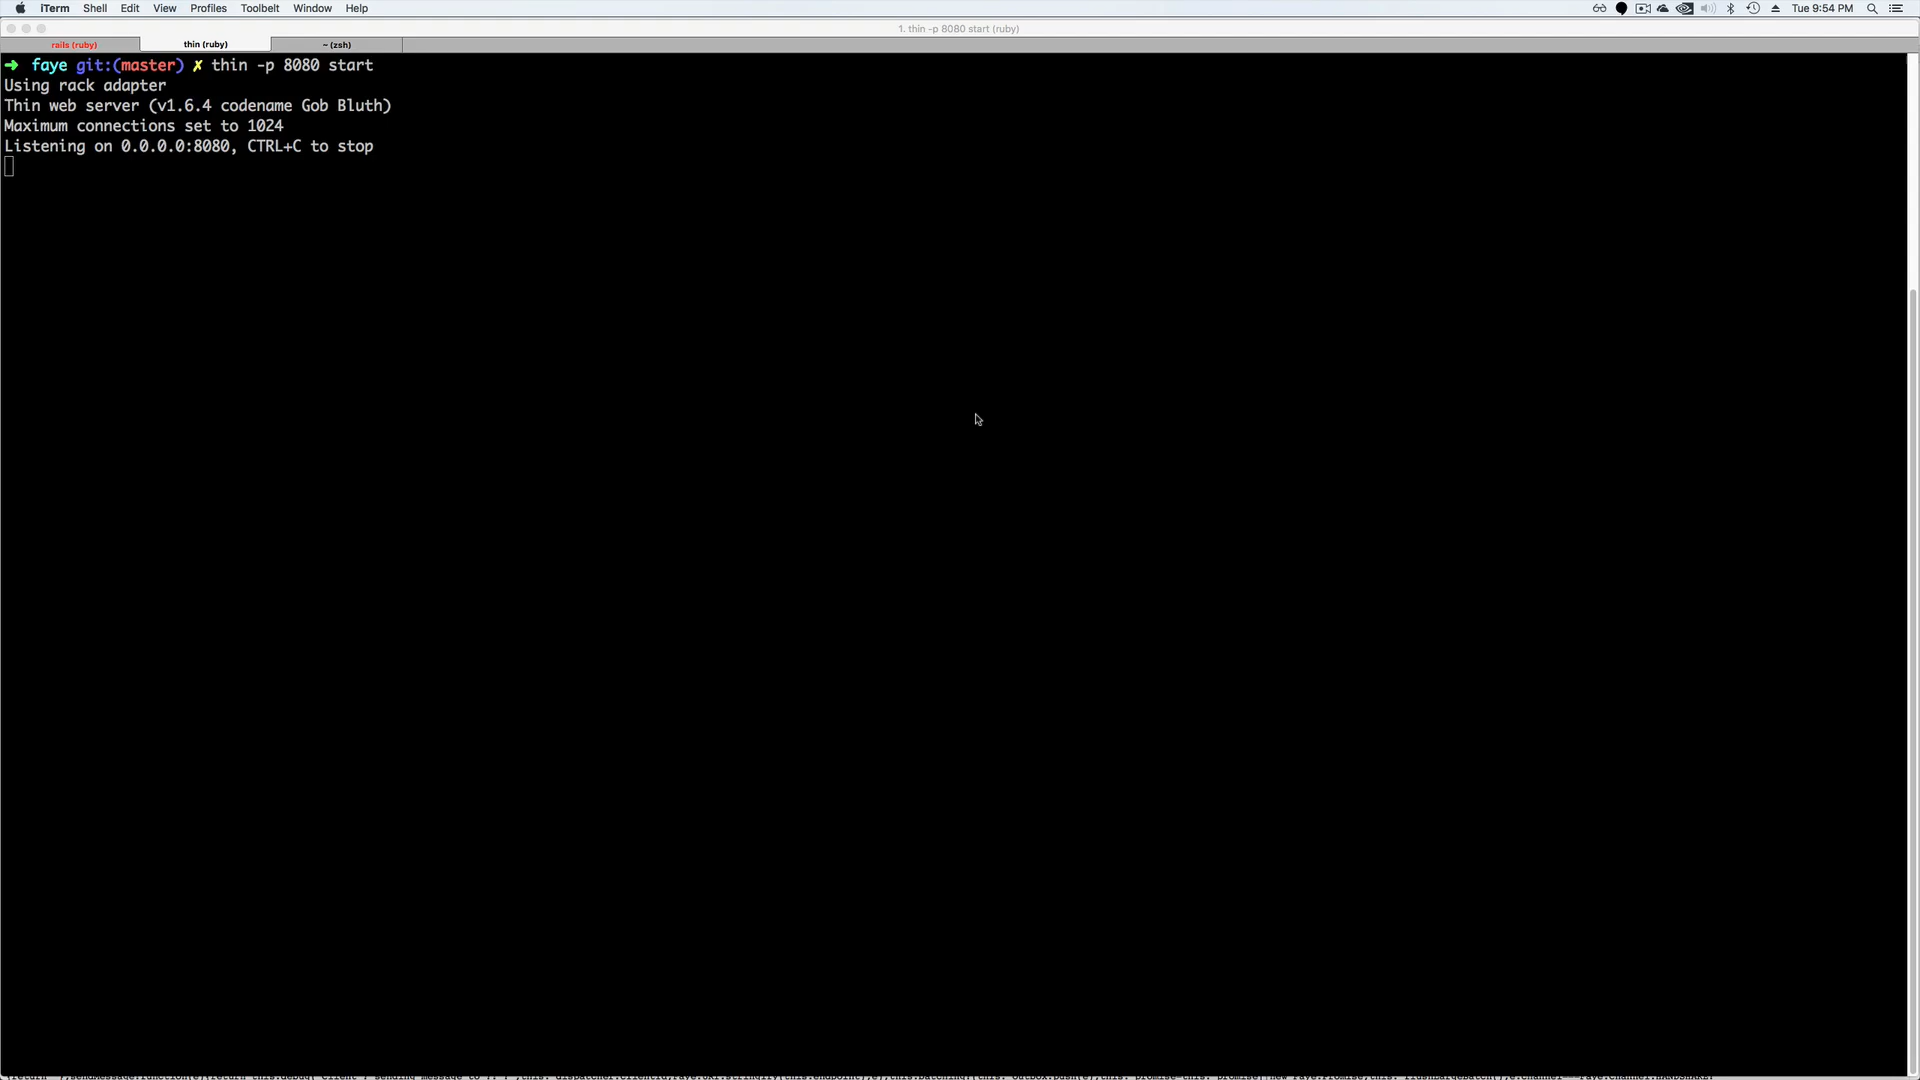 iTerm Shell Edit View Profiles Toolbelt Window Help Tue 9:54 PM
1. thin -p 8080 start (ruby)
rails (ruby) thin (ruby) ~ (zsh)
➜ faye git:(master) ✗ thin -p 8080 start
Using rack adapter
Thin web server (v1.6.4 codename Gob Bluth)
Maximum connections set to 1024
Listening on 0.0.0.0:8080, CTRL+C to stop